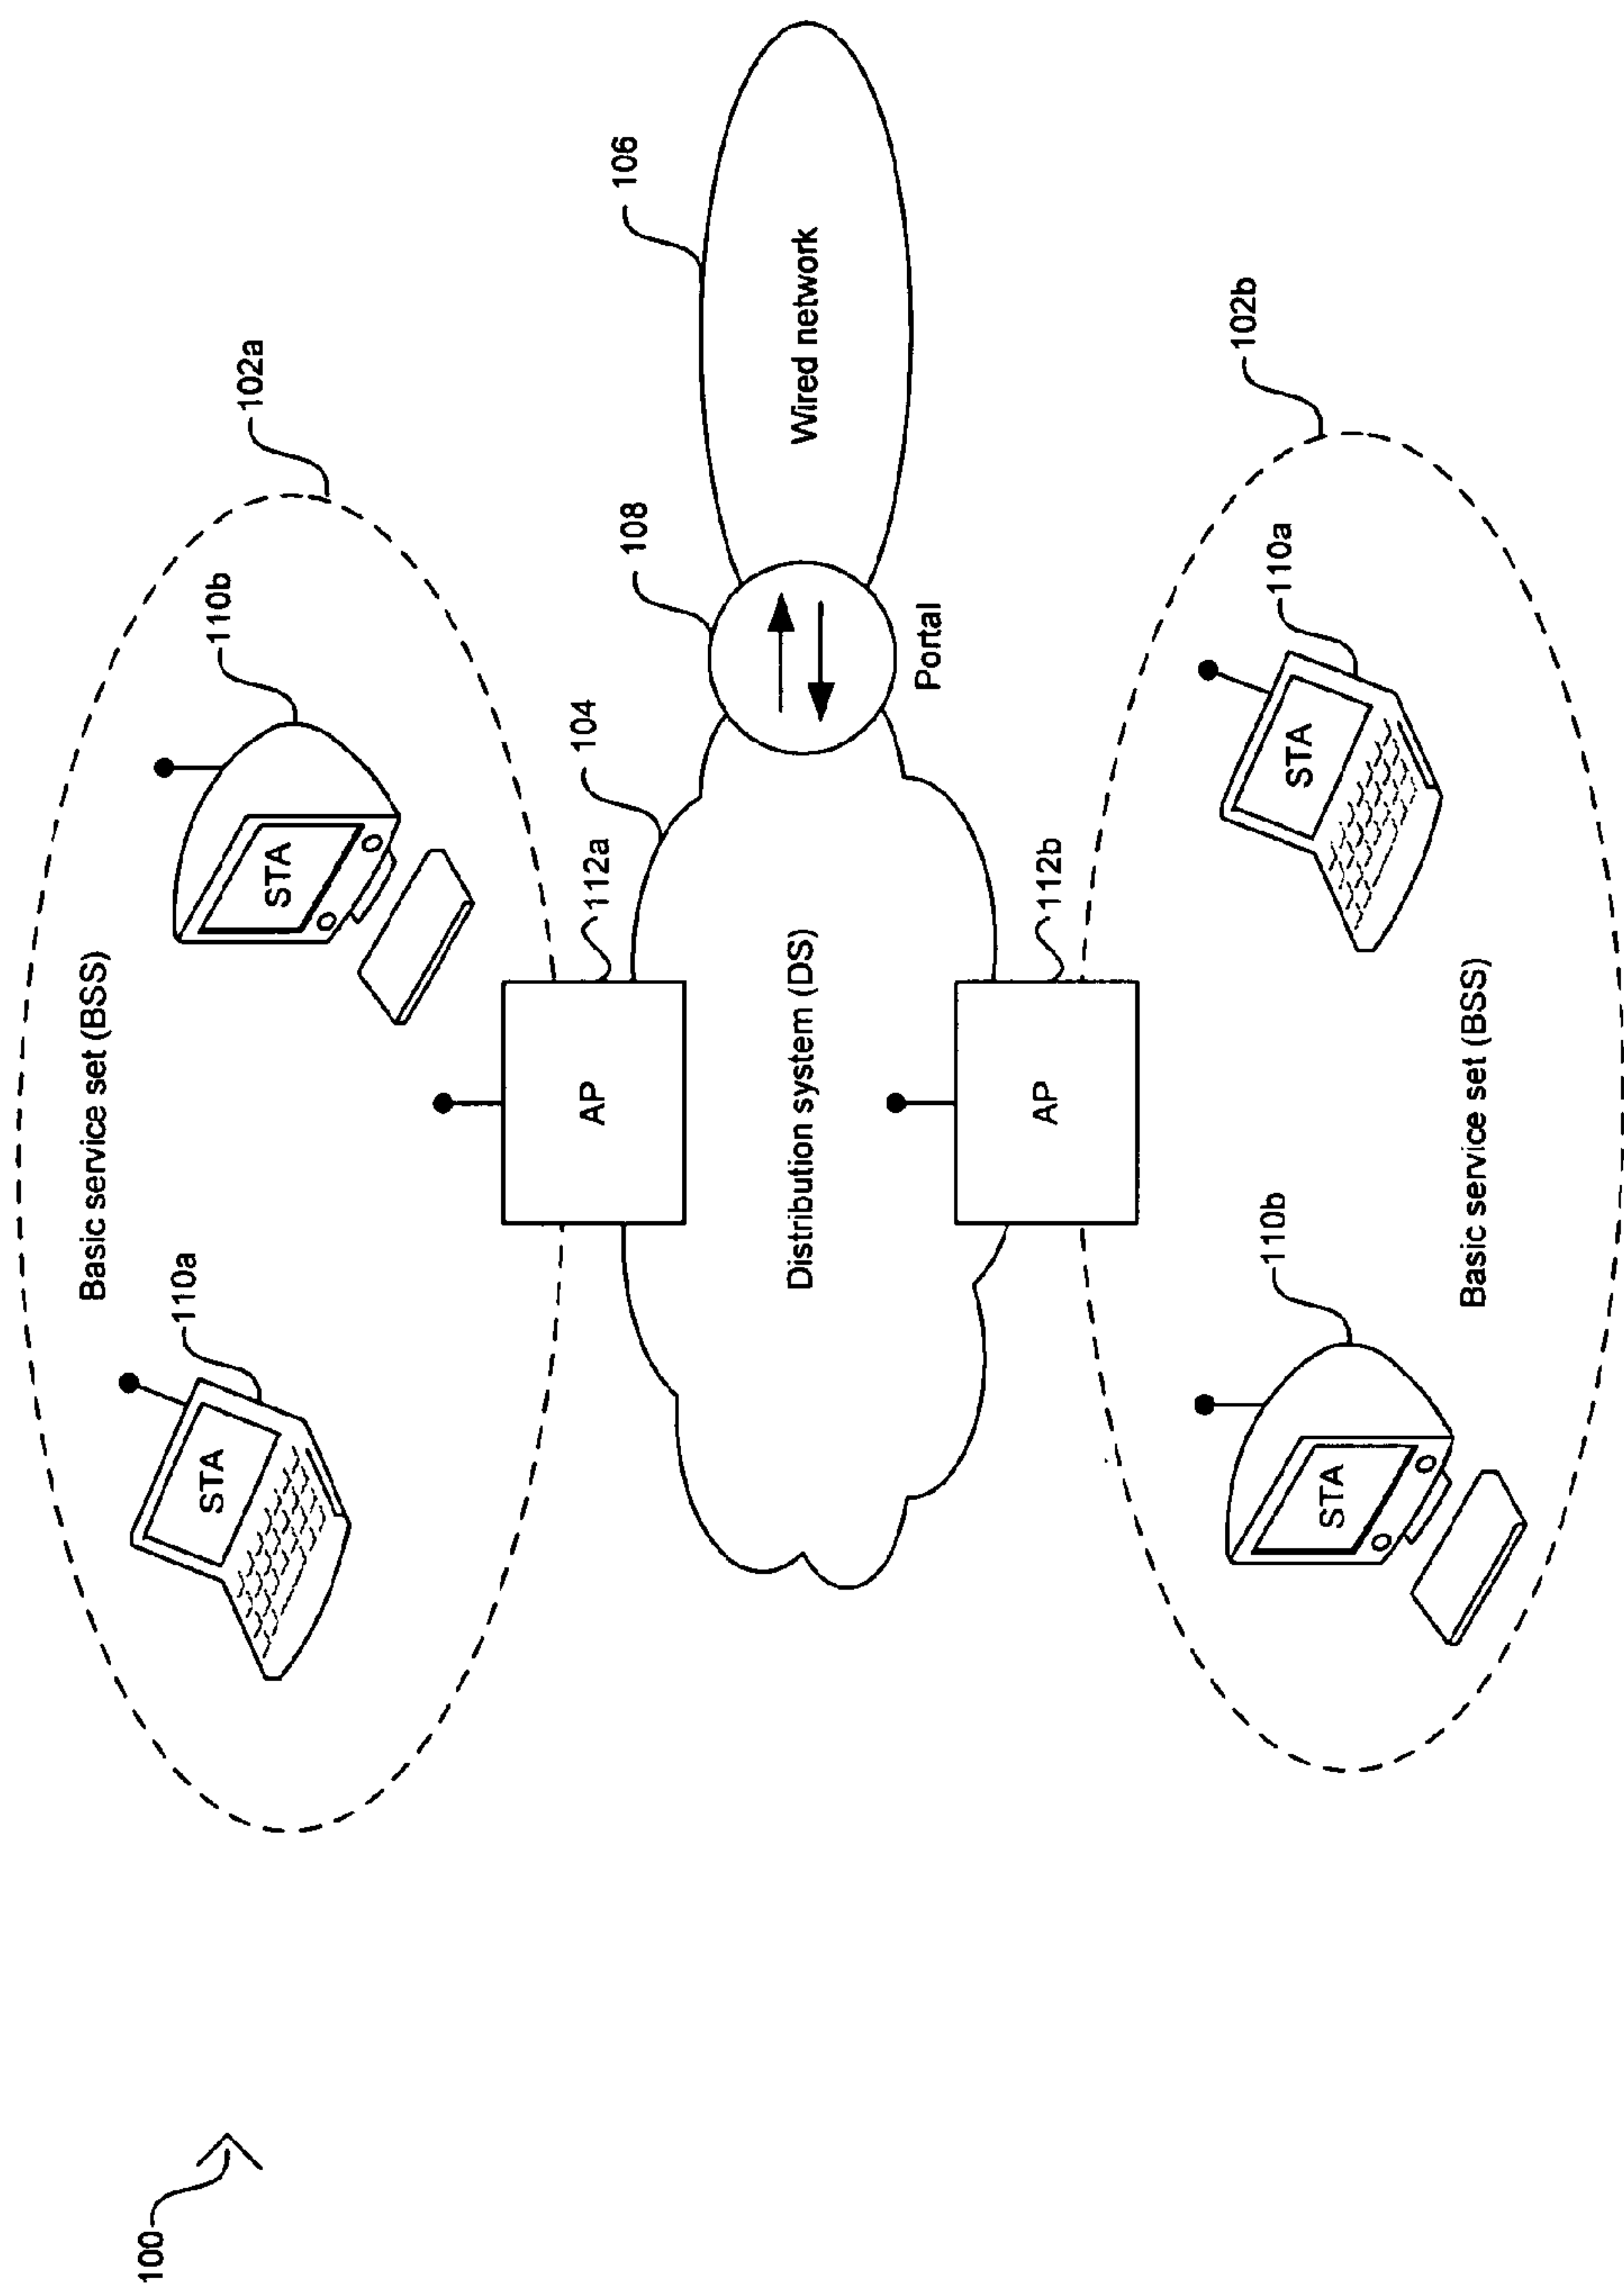 100
Basic service set (BSS)
102a
110a
STA
110b
STA
AP
112a
104
108
106
Distribution system (DS)
Wired network
Portal
AP
112b
102b
110b
STA
110a
STA
Basic service set (BSS)